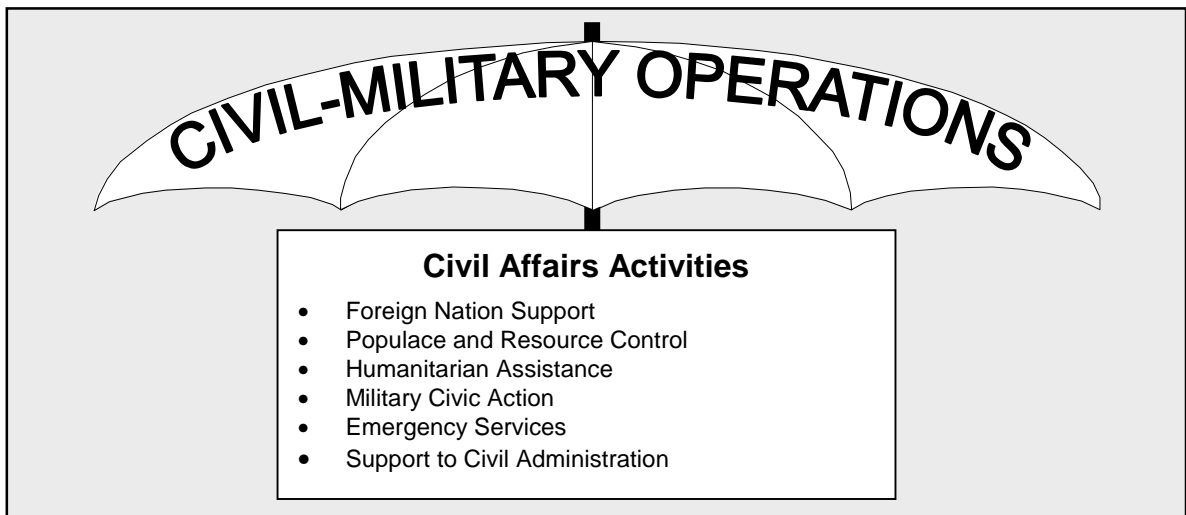 CIVIL-MILITARY OPERATIONS
Civil Affairs Activities
• Foreign Nation Support
• Populace and Resource Control
• Humanitarian Assistance
• Military Civic Action
• Emergency Services
• Support to Civil Administration